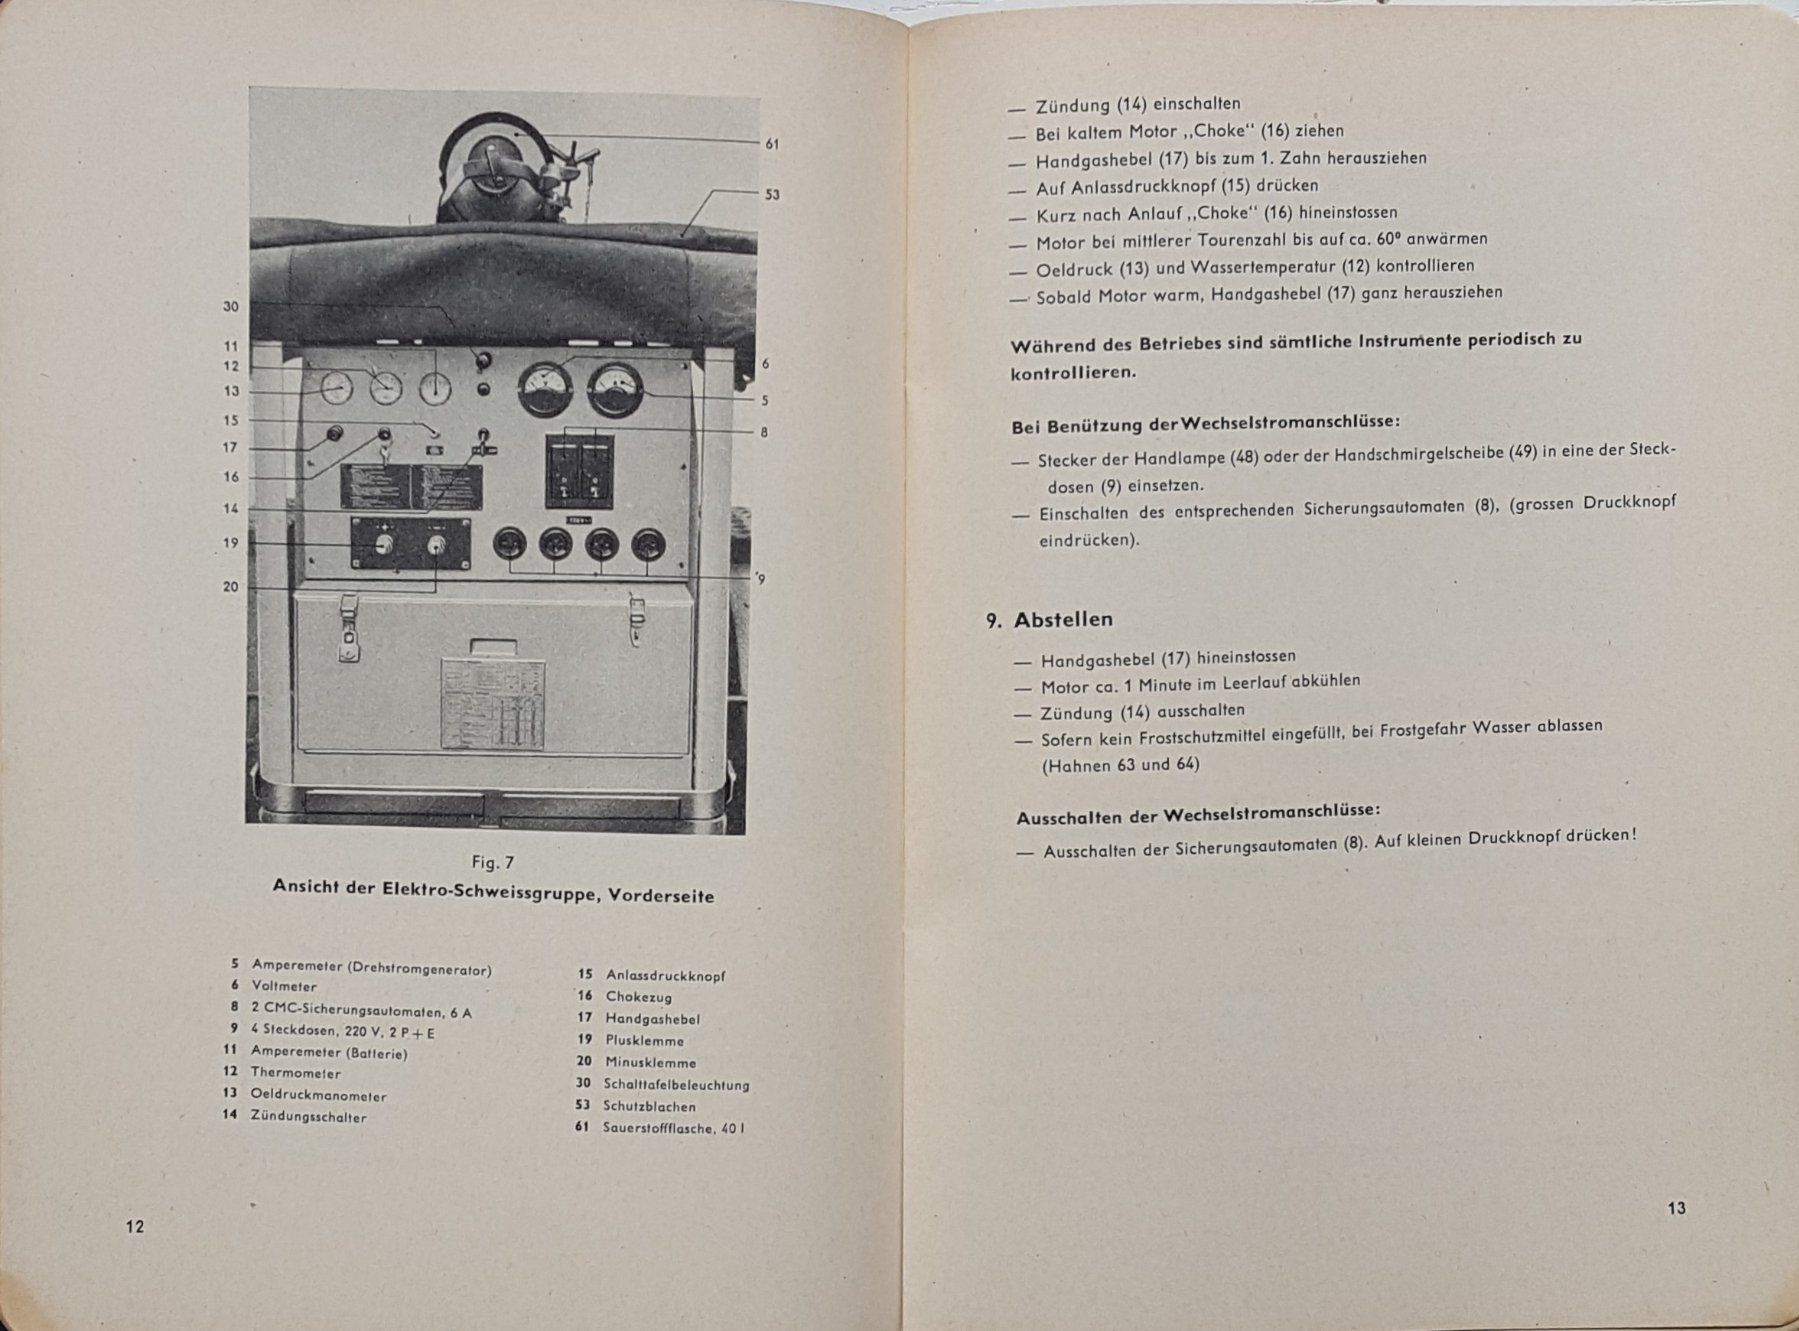 61
53
30
11
12
13
15
17
16
14
19
20
6
5
8
9
Fig. 7
Ansicht der Elektro-Schweissgruppe, Vorderseite
5 Amperemeter (Drehstromgenerator)
6 Voltmeter
8 2 CMC-Sicherungsautomaten, 6 A
9 4 Steckdosen, 220 V, 2 P + E
11 Amperemeter (Batterie)
12 Thermometer
13 Oeldruckmanometer
14 Zündungsschalter
15 Anlassdruckknopf
16 Chokezug
17 Handgashebel
19 Plusklemme
20 Minusklemme
30 Schalttafelbeleuchtung
53 Schutzblachen
61 Sauerstoffflasche, 40 l
12
— Zündung (14) einschalten
— Bei kaltem Motor „Choke“ (16) ziehen
— Handgashebel (17) bis zum 1. Zahn herausziehen
— Auf Anlassdruckknopf (15) drücken
— Kurz nach Anlauf „Choke“ (16) hineinstossen
— Motor bei mittlerer Tourenzahl bis auf ca. 60° anwärmen
— Oeldruck (13) und Wassertemperatur (12) kontrollieren
— Sobald Motor warm, Handgashebel (17) ganz herausziehen
Während des Betriebes sind sämtliche Instrumente periodisch zu
kontrollieren.
Bei Benützung der Wechselstromanschlüsse:
— Stecker der Handlampe (48) oder der Handschmirgelscheibe (49) in eine der Steck-
dosen (9) einsetzen.
— Einschalten des entsprechenden Sicherungsautomaten (8), (grossen Druckknopf
eindrücken).
9. Abstellen
— Handgashebel (17) hineinstossen
— Motor ca. 1 Minute im Leerlauf abkühlen
— Zündung (14) ausschalten
— Sofern kein Frostschutzmittel eingefüllt, bei Frostgefahr Wasser ablassen
(Hahnen 63 und 64)
Ausschalten der Wechselstromanschlüsse:
— Ausschalten der Sicherungsautomaten (8). Auf kleinen Druckknopf drücken!
13